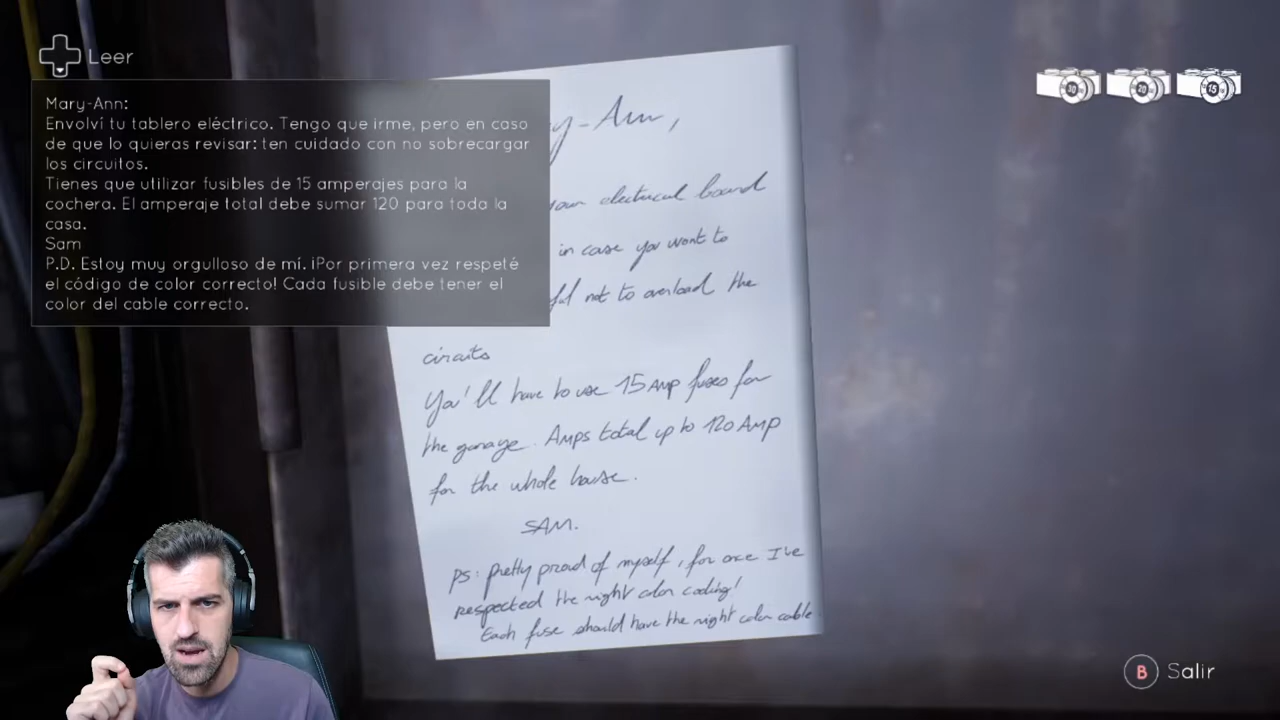 Leer
Mary-Ann:
Envolví tu tablero eléctrico. Tengo que irme, pero en caso
de que lo quieras revisar: ten cuidado con no sobrecargar
los circuitos.
Tienes que utilizar fusibles de 15 amperajes para la
cochera. El amperaje total debe sumar 120 para toda la
casa.
Sam
P.D. Estoy muy orgulloso de mí. ¡Por primera vez respeté
el código de color correcto! Cada fusible debe tener el
color del cable correcto.
30 20 15
y-Ann,
your electrical board
in case you want to
ful not to overload the
circuits
You'll have to use 15 Amp fuses for
the garage. Amps total up to 120 Amp
for the whole house.
SAM.
PS: pretty proud of myself, for once I've
respected the right color coding!
Each fuse should have the right color cable.
B Salir